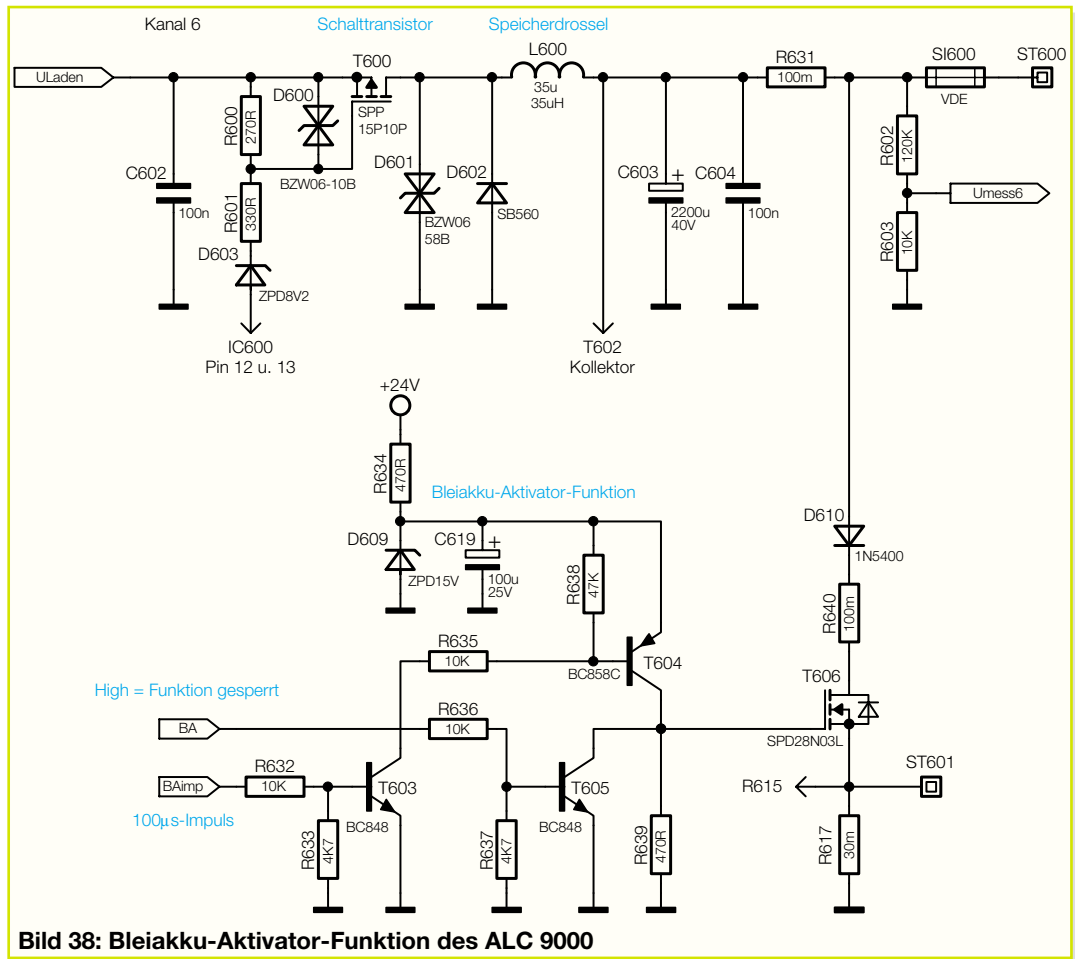 Kanal 6
Schalttransistor
Speicherdrossel
ULaden
T600
SPP
15P10P
L600
35u
35uH
R631
100m
SI600
VDE
ST600
R600
270R
D600
BZW06-10B
C602
100n
R601
330R
D603
ZPD8V2
IC600
Pin 12 u. 13
D601
BZW06
58B
D602
SB560
T602
Kollektor
C603
+
2200u
40V
C604
100n
R602
120K
Umess6
R603
10K
+24V
R634
470R
Bleiakku-Aktivator-Funktion
D609
ZPD15V
C619
+
100u
25V
R638
47K
D610
1N5400
R640
100m
R635
10K
BC858C
T604
T606
SPD28N03L
High = Funktion gesperrt
BA
R636
10K
BAimp
R632
10K
100µs-Impuls
T603
BC848
R633
4K7
T605
BC848
R637
4K7
R639
470R
R615
ST601
R617
30m
Bild 38: Bleiakku-Aktivator-Funktion des ALC 9000